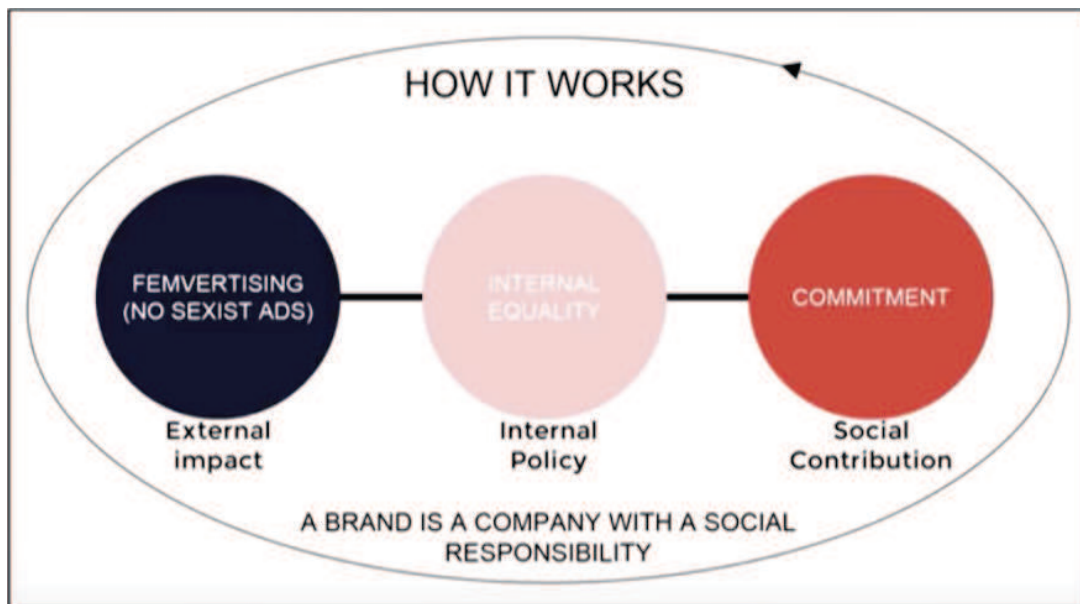 HOW IT WORKS
FEMVERTISING
(NO SEXIST ADS)
External
impact
INTERNAL
EQUALITY
Internal
Policy
COMMITMENT
Social
Contribution
A BRAND IS A COMPANY WITH A SOCIAL
RESPONSIBILITY